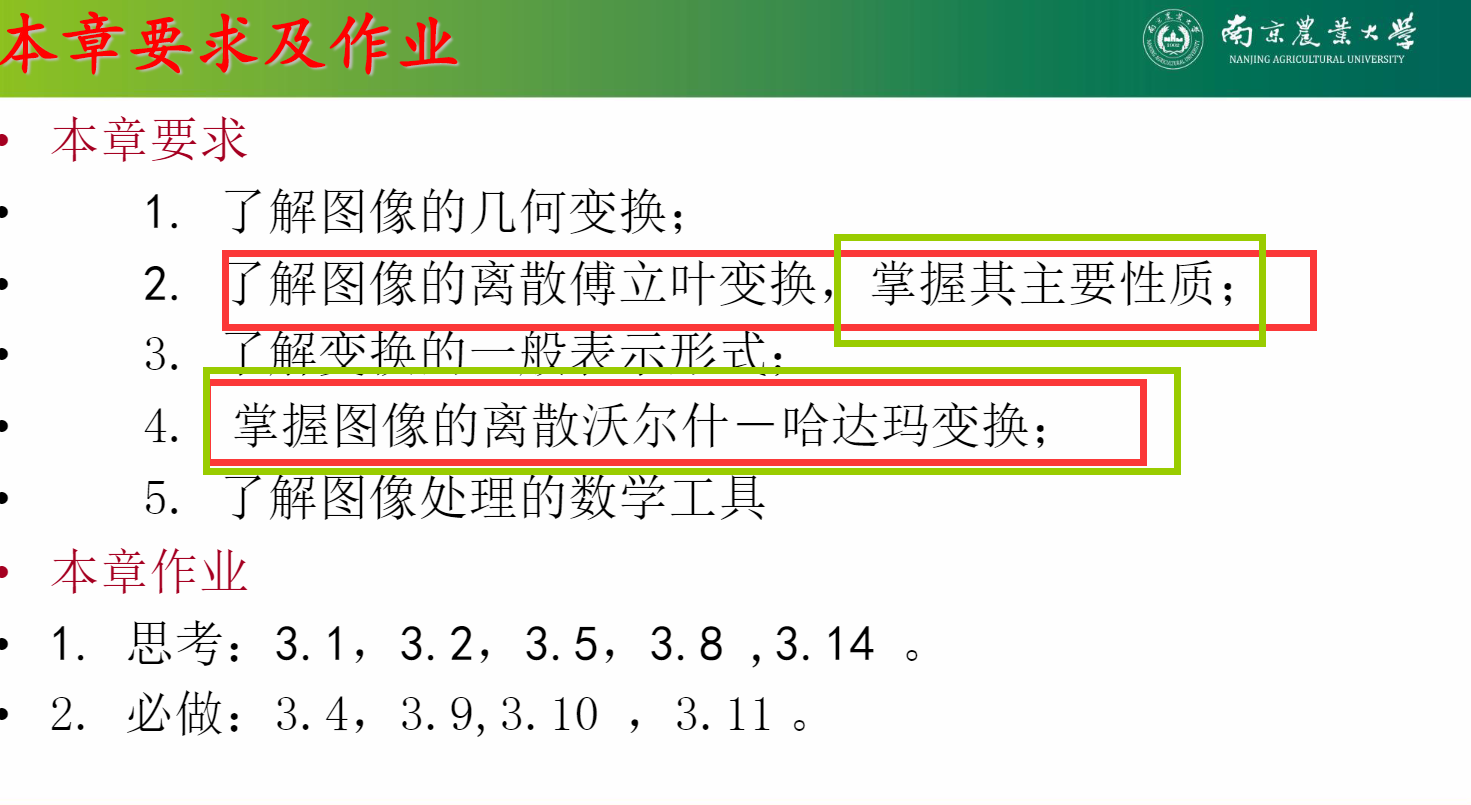 本章要求及作业
南京農業大學
NANJING AGRICULTURAL UNIVERSITY
• 本章要求
• 1. 了解图像的几何变换；
• 2. 了解图像的离散傅立叶变换，掌握其主要性质；
• 3. 了解变换的一般表示形式；
• 4. 掌握图像的离散沃尔什－哈达玛变换；
• 5. 了解图像处理的数学工具
• 本章作业
• 1. 思考：3.1，3.2，3.5，3.8 ,3.14 。
• 2. 必做：3.4，3.9,3.10 ，3.11 。